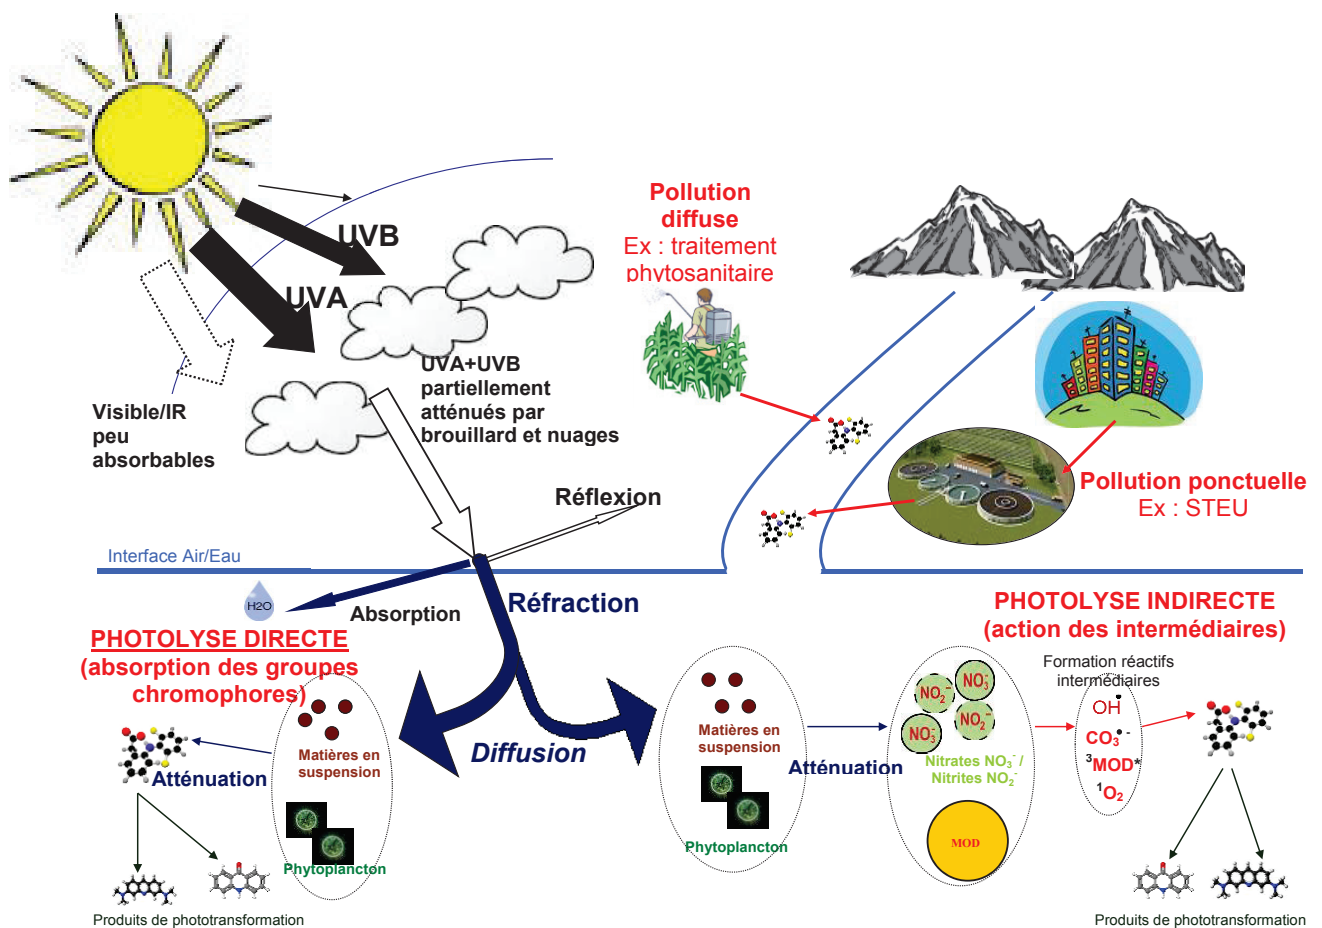 UVB
UVA
Visible/IR
peu
absorbables
UVA+UVB
partiellement
atténués par
brouillard et nuages
Pollution
diffuse
Ex : traitement
phytosanitaire
Pollution ponctuelle
Ex : STEU
Réflexion
Interface Air/Eau
H2O
Absorption
Réfraction
PHOTOLYSE DIRECTE
(absorption des groupes
chromophores)
Matières en
suspension
Atténuation
Phytoplancton
Produits de phototransformation
Diffusion
Matières en
suspension
Phytoplancton
Atténuation
PHOTOLYSE INDIRECTE
(action des intermédiaires)
NO₂⁻
NO₃⁻
NO₃⁻
NO₂⁻
Nitrates NO₃⁻ /
Nitrites NO₂⁻
MOD
Formation réactifs
intermédiaires
OH•
CO₃•⁻
³MOD*
¹O₂
Produits de phototransformation